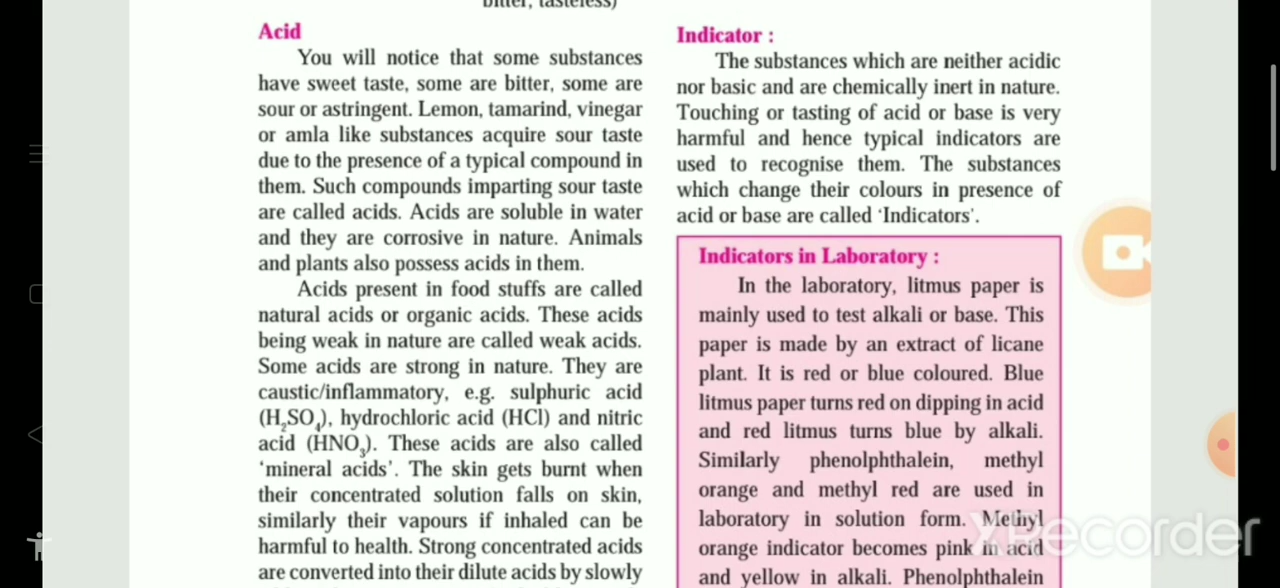 bitter, tasteless)
Acid
You will notice that some substances
have sweet taste, some are bitter, some are
sour or astringent. Lemon, tamarind, vinegar
or amla like substances acquire sour taste
due to the presence of a typical compound in
them. Such compounds imparting sour taste
are called acids. Acids are soluble in water
and they are corrosive in nature. Animals
and plants also possess acids in them.
Acids present in food stuffs are called
natural acids or organic acids. These acids
being weak in nature are called weak acids.
Some acids are strong in nature. They are
caustic/inflammatory, e.g. sulphuric acid
(H₂SO₄), hydrochloric acid (HCl) and nitric
acid (HNO₃). These acids are also called
‘mineral acids’. The skin gets burnt when
their concentrated solution falls on skin,
similarly their vapours if inhaled can be
harmful to health. Strong concentrated acids
are converted into their dilute acids by slowly
Indicator :
The substances which are neither acidic
nor basic and are chemically inert in nature.
Touching or tasting of acid or base is very
harmful and hence typical indicators are
used to recognise them. The substances
which change their colours in presence of
acid or base are called ‘Indicators’.
Indicators in Laboratory :
In the laboratory, litmus paper is
mainly used to test alkali or base. This
paper is made by an extract of licane
plant. It is red or blue coloured. Blue
litmus paper turns red on dipping in acid
and red litmus turns blue by alkali.
Similarly phenolphthalein, methyl
orange and methyl red are used in
laboratory in solution form. Methyl
orange indicator becomes pink in acid
and yellow in alkali. Phenolphthalein
XRecorder